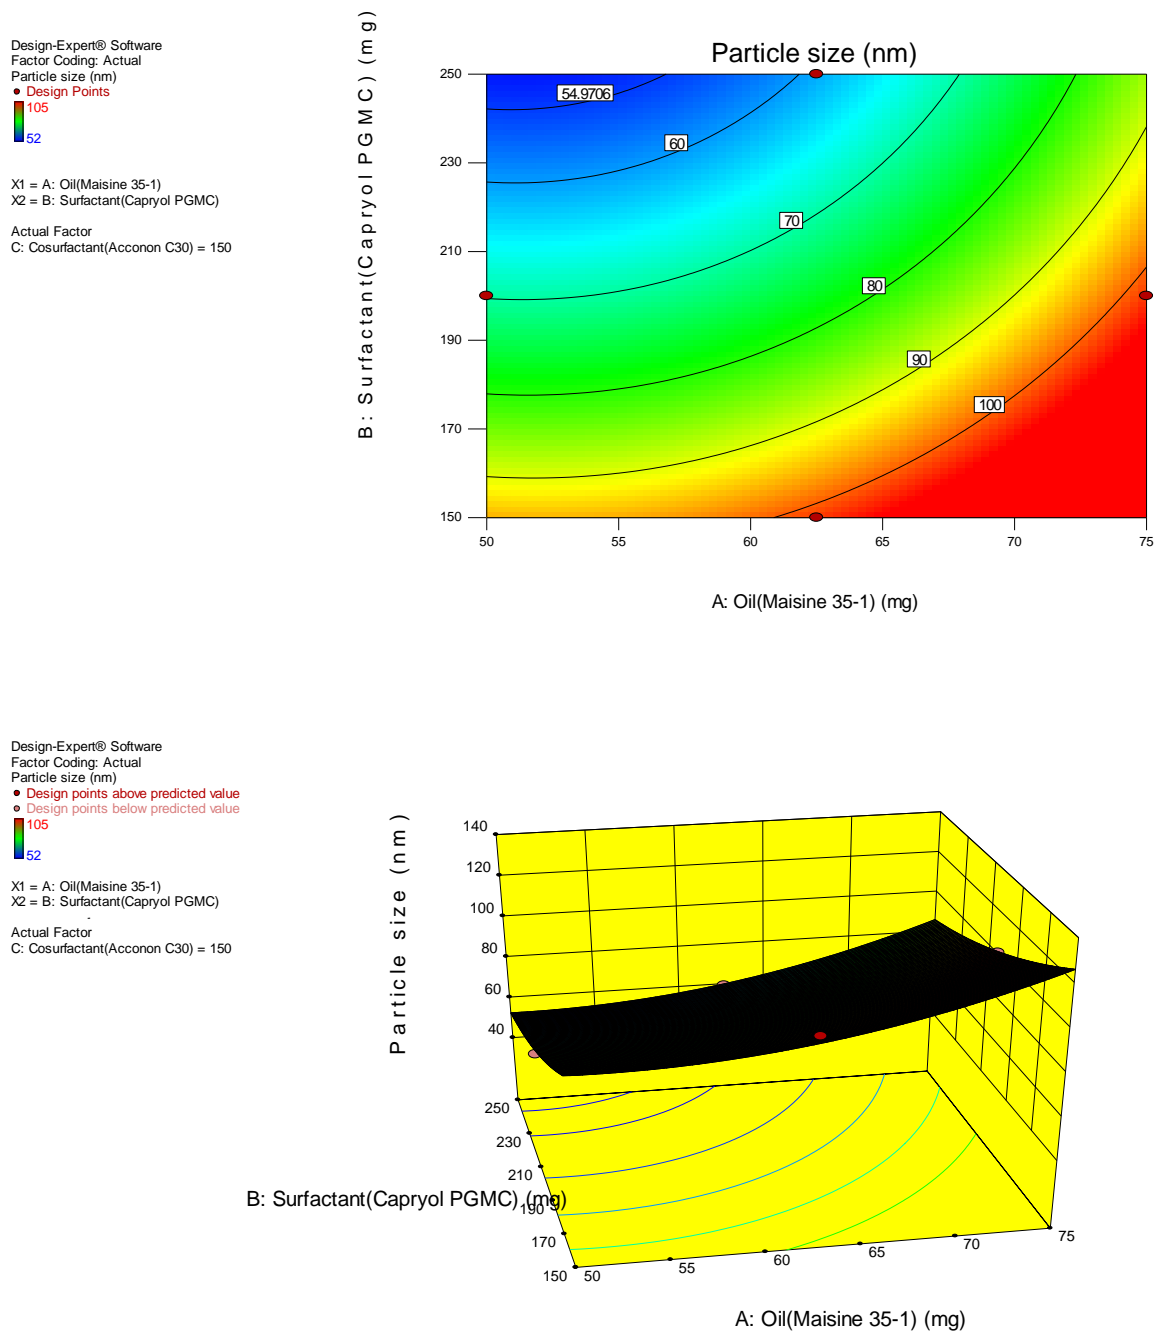 Design-Expert® Software
Factor Coding: Actual
Particle size (nm)
Design Points
105
52
X1 = A: Oil(Maisine 35-1)
X2 = B: Surfactant(Capryol PGMC)
Actual Factor
C: Cosurfactant(Acconon C30) = 150
Particle size (nm)
B: Surfactant(Capryol PGMC) (mg)
250
230
210
190
170
150
54.9706
60
70
80
90
100
50
55
60
65
70
75
A: Oil(Maisine 35-1) (mg)
Design-Expert® Software
Factor Coding: Actual
Particle size (nm)
Design points above predicted value
Design points below predicted value
105
52
X1 = A: Oil(Maisine 35-1)
X2 = B: Surfactant(Capryol PGMC)
Actual Factor
C: Cosurfactant(Acconon C30) = 150
Particle size (nm)
140
120
100
80
60
40
250
230
210
190
170
150
B: Surfactant(Capryol PGMC) (mg)
50
55
60
65
70
75
A: Oil(Maisine 35-1) (mg)